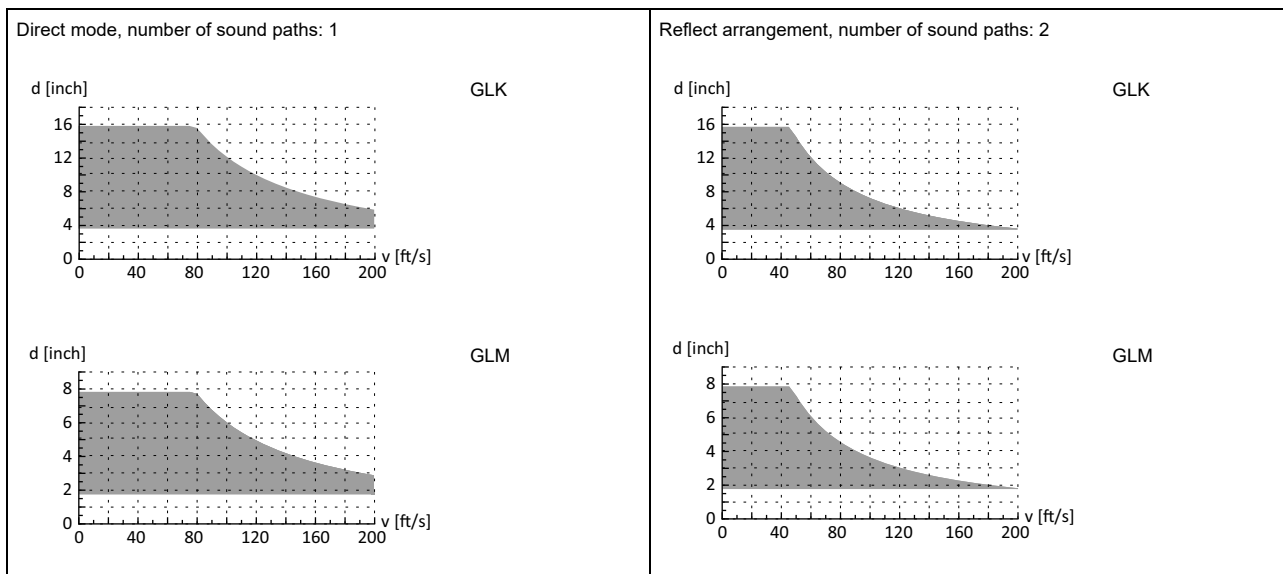 Direct mode, number of sound paths: 1
d [inch]
GLK
16
12
8
4
0
v [ft/s]
0 40 80 120 160 200
d [inch]
GLM
8
6
4
2
0
v [ft/s]
0 40 80 120 160 200
Reflect arrangement, number of sound paths: 2
d [inch]
GLK
16
12
8
4
0
v [ft/s]
0 40 80 120 160 200
d [inch]
GLM
8
6
4
2
0
v [ft/s]
0 40 80 120 160 200